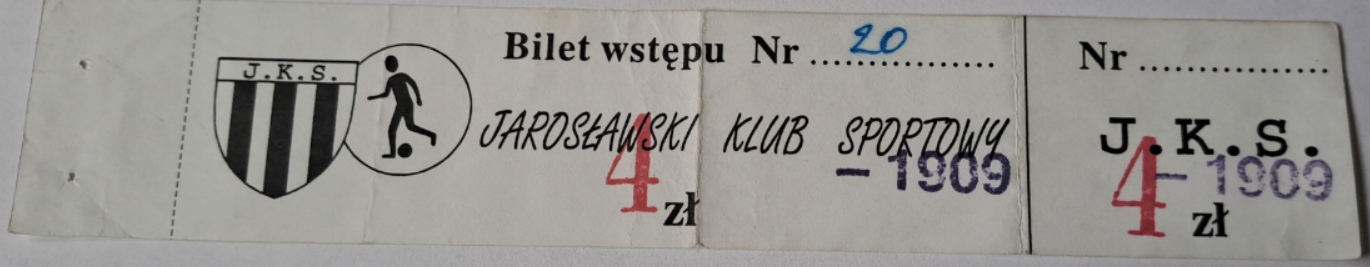 J.K.S.
Bilet wstępu Nr ...20...............
JAROSŁAWSKI KLUB SPORTOWY
- 1909
4 zł
Nr ................
J.K.S.
- 1909
4 zł